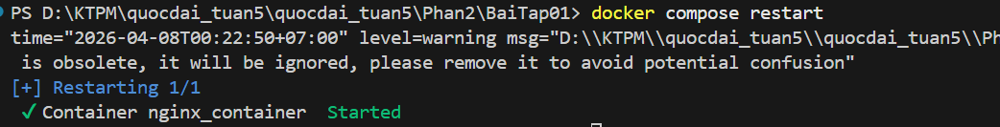 PS D:\KTPM\quocdai_tuan5\quocdai_tuan5\Phan2\BaiTap01> docker compose restart
time="2026-04-08T00:22:50+07:00" level=warning msg="D:\\KTPM\\quocdai_tuan5\\quocdai_tuan5\\Ph
is obsolete, it will be ignored, please remove it to avoid potential confusion"
[+] Restarting 1/1
✓ Container nginx_container Started